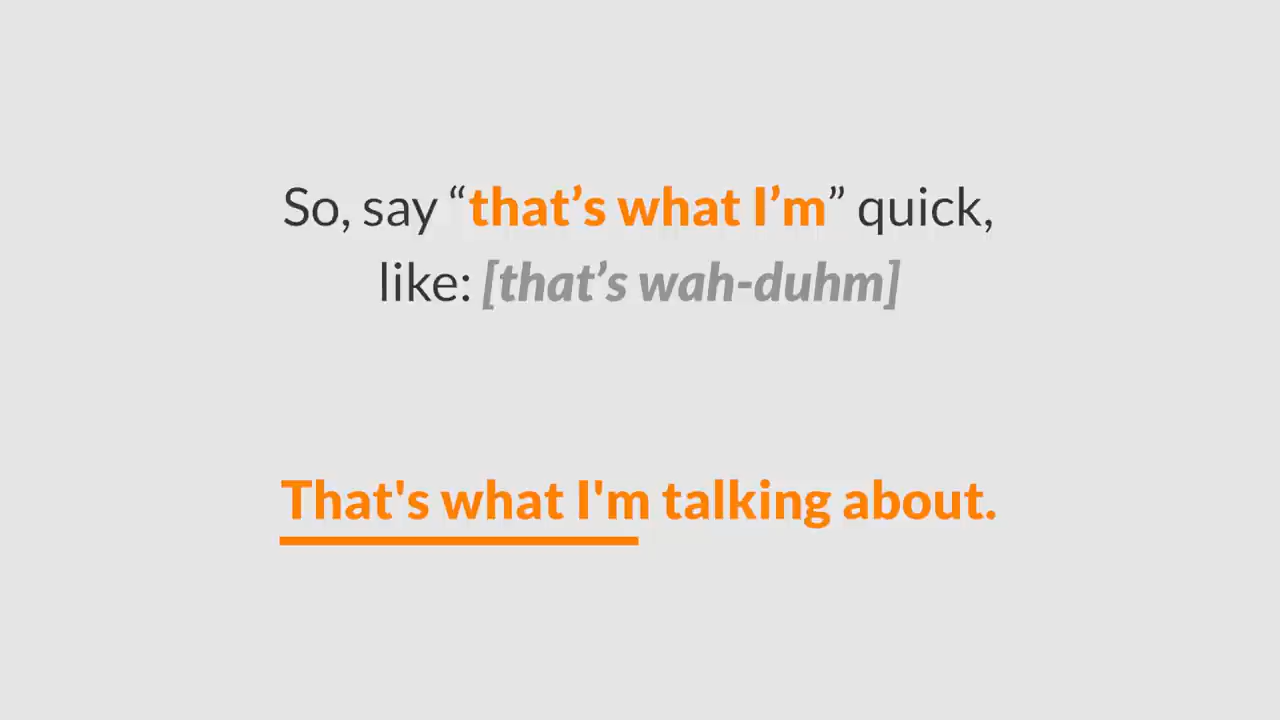 So, say “that’s what I’m” quick,
like: [that’s wah-duhm]
That's what I'm talking about.